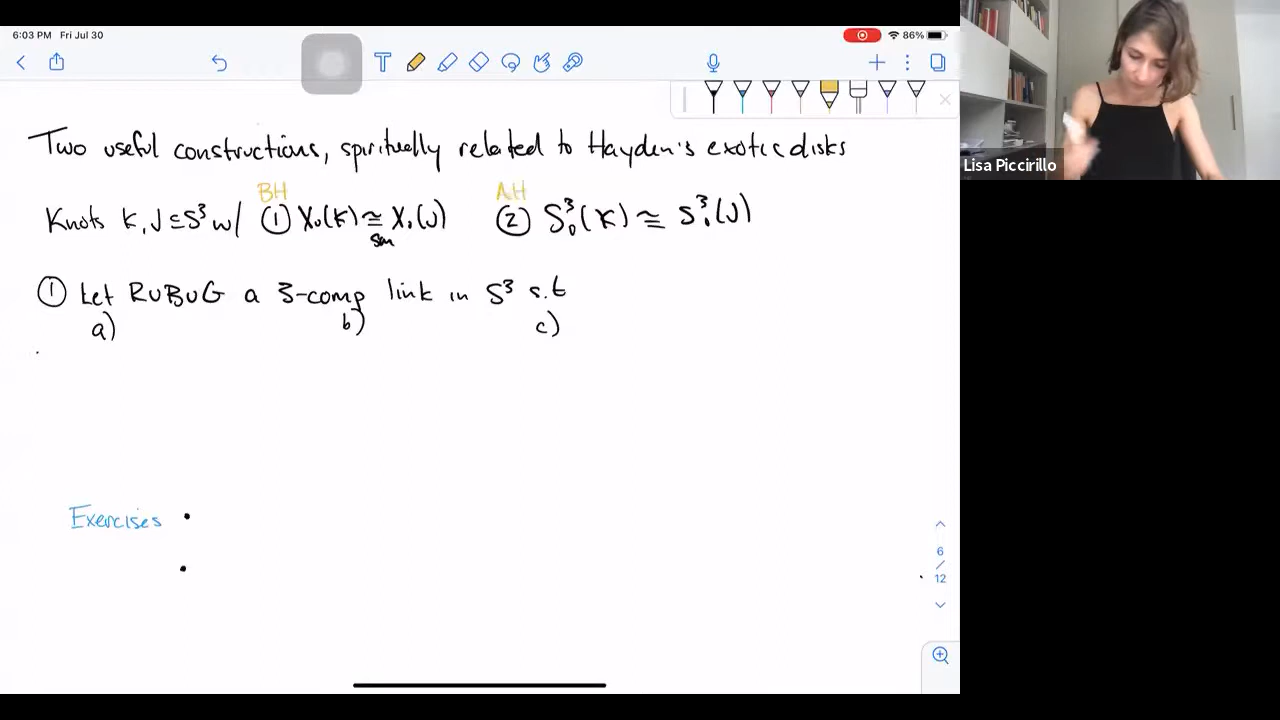 6:03 PM Fri Jul 30
86%
Two useful constructions, spiritually related to Hayden's exotic disks
BH AH
Knots K, J ⊆ S³ w/ ① X₀(K) ≅ X₀(J) ② S³₀(K) ≅ S³₀(J)
sm
① Let R∪B∪G a 3-comp link in S³ s.t
a) b) c)
Exercises •
•
6
/
12
Lisa Piccirillo